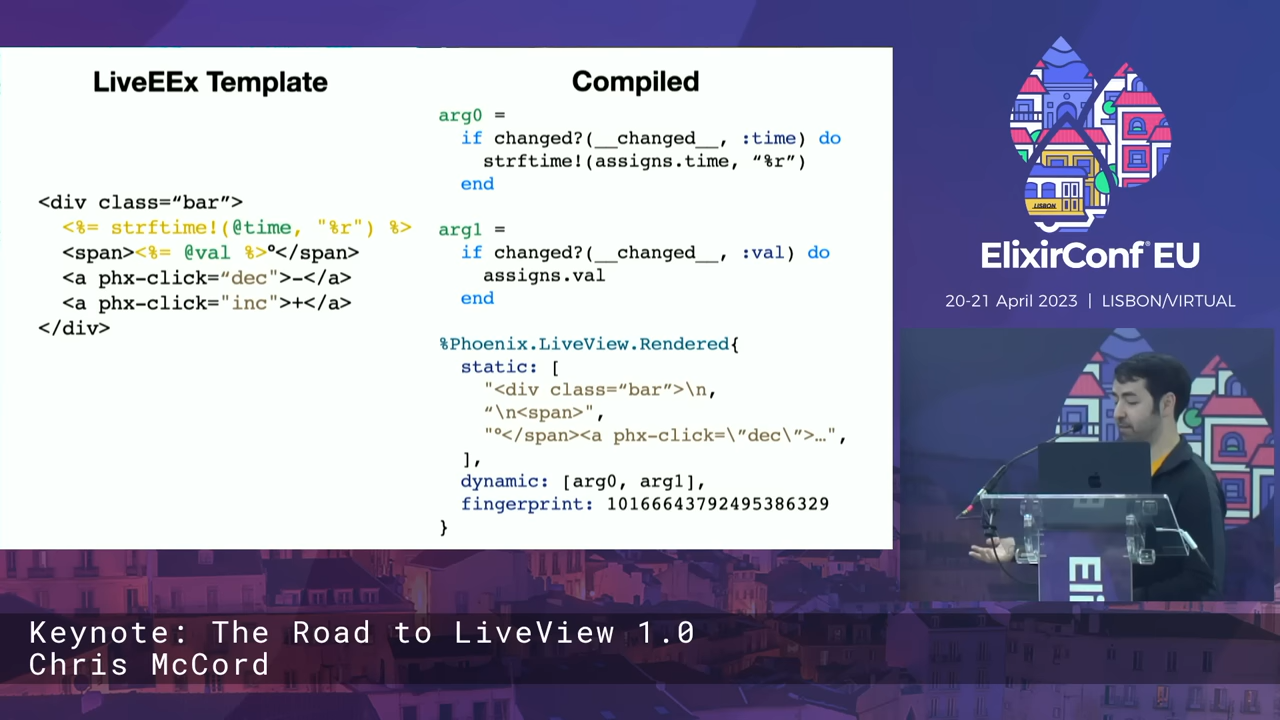 LiveEEx Template
<div class=“bar”>
<%= strftime!(@time, "%r") %>
<span><%= @val %>°</span>
<a phx-click=“dec">-</a>
<a phx-click="inc">+</a>
</div>
Compiled
arg0 =
if changed?(__changed__, :time) do
strftime!(assigns.time, “%r”)
end
arg1 =
if changed?(__changed__, :val) do
assigns.val
end
%Phoenix.LiveView.Rendered{
static: [
"<div class=“bar”>\n,
“\n<span>",
"°</span><a phx-click=\”dec\”>…",
],
dynamic: [arg0, arg1],
fingerprint: 10166643792495386329
}
LISBON
ElixirConf® EU
20-21 April 2023 | LISBON/VIRTUAL
Eli
Keynote: The Road to LiveView 1.0
Chris McCord